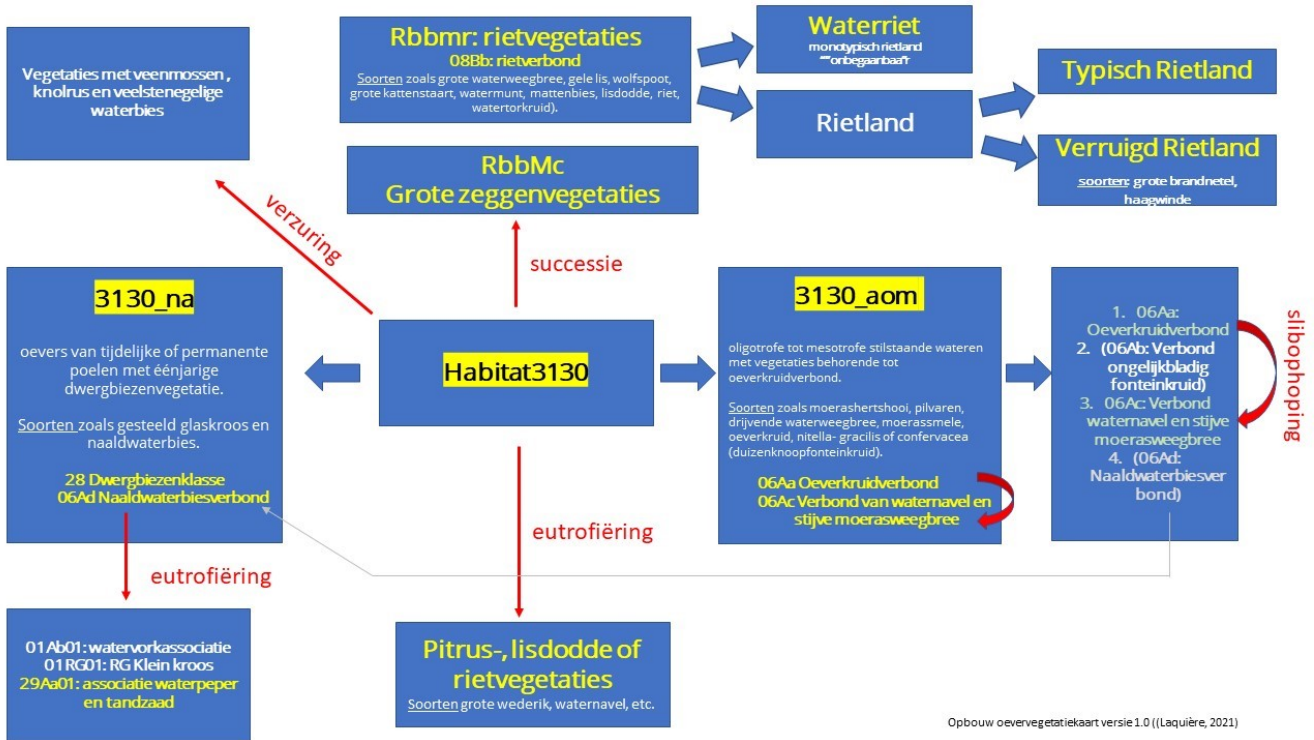 Rbbmr: rietvegetaties
08Bb: rietverbond
Soorten zoals grote waterweegbree, gele lis, wolfspoot,
grote kattenstaart, watermunt, mattenbies, lisdodde, riet,
watertorkruid).
Waterriet
monotypisch rietland
Vegetaties met veenmossen ,
knolrus en veelstenegelige
waterbies
Typisch Rietland
Rietland
Verruigd Rietland
soorten: grote brandnetel,
haagwinde
RbbMc
Grote zeggenvegetaties
verzuring
successie
3130_na
oevers van tijdelijke of permanente
poelen met éénjarige
dwergbiezenvegetatie.
Soorten zoals gesteeld glaskroos en
naaldwaterbies.
28 Dwergbiezenklasse
06Ad Naaldwaterbiesverbond
Habitat3130
3130_aom
oligotrofe tot mesotrofe stilstaande wateren
met vegetaties behorende tot
oeverkruidverbond.
Soorten zoals moerashertshooi, pilvaren,
drijvende waterweegbree, moerassmele,
oeverkruid, nitella- gracilis of confervacea
(duizenknoopfonteinkruid).
06Aa Oeverkruidverbond
06Ac Verbond van waternavel en
stijve moerasweegbree
1. 06Aa:
Oeverkruidverbond
2. (06Ab: Verbond
ongelijkbladig
fonteinkruid)
3. 06Ac: Verbond
waternavel en stijve
moerasweegbree
4. (06Ad:
Naaldwaterbiesver
bond)
slibophoping
eutrofiëring
eutrofiëring
01Ab01: watervorkassociatie
01RG01: RG Klein kroos
29Aa01: associatie waterpeper
en tandzaad
Pitrus-, lisdodde of
rietvegetaties
Soorten grote wederik, waternavel, etc.
Opbouw oevervegetatiekaart versie 1.0 ((Laquière, 2021)